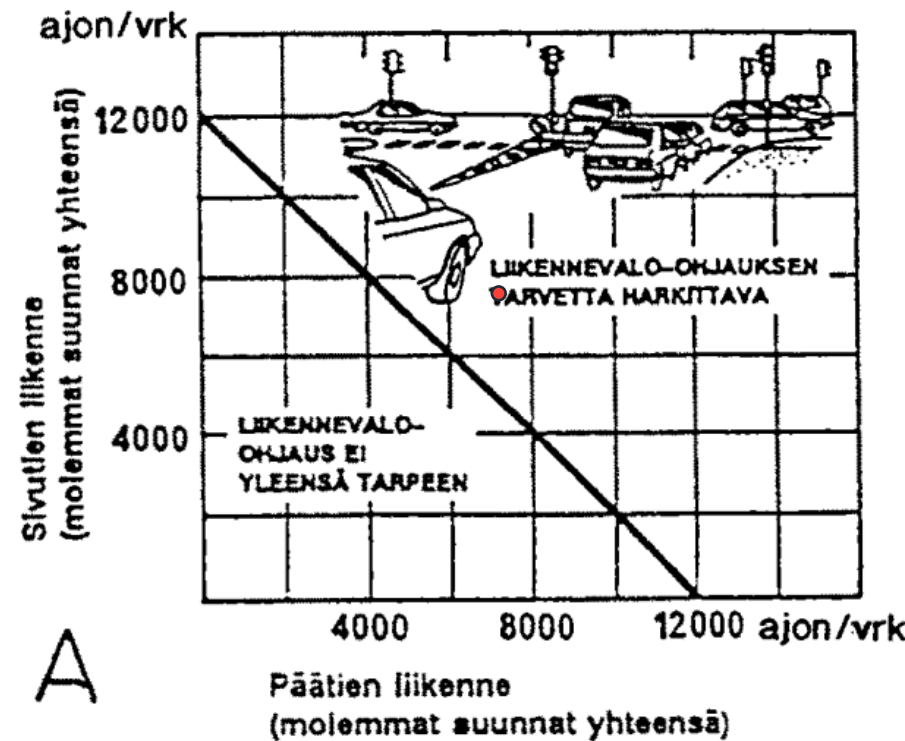 ajon/vrk
12000
8000
4000
Sivutien liikenne
(molemmat suunnat yhteensä)
LIIKENNEVALO-OHJAUKSEN
TARVETTA HARKITTAVA
LIIKENNEVALO-
OHJAUS EI
YLEENSÄ TARPEEN
4000 8000 12000 ajon/vrk
A
Päätien liikenne
(molemmat suunnat yhteensä)